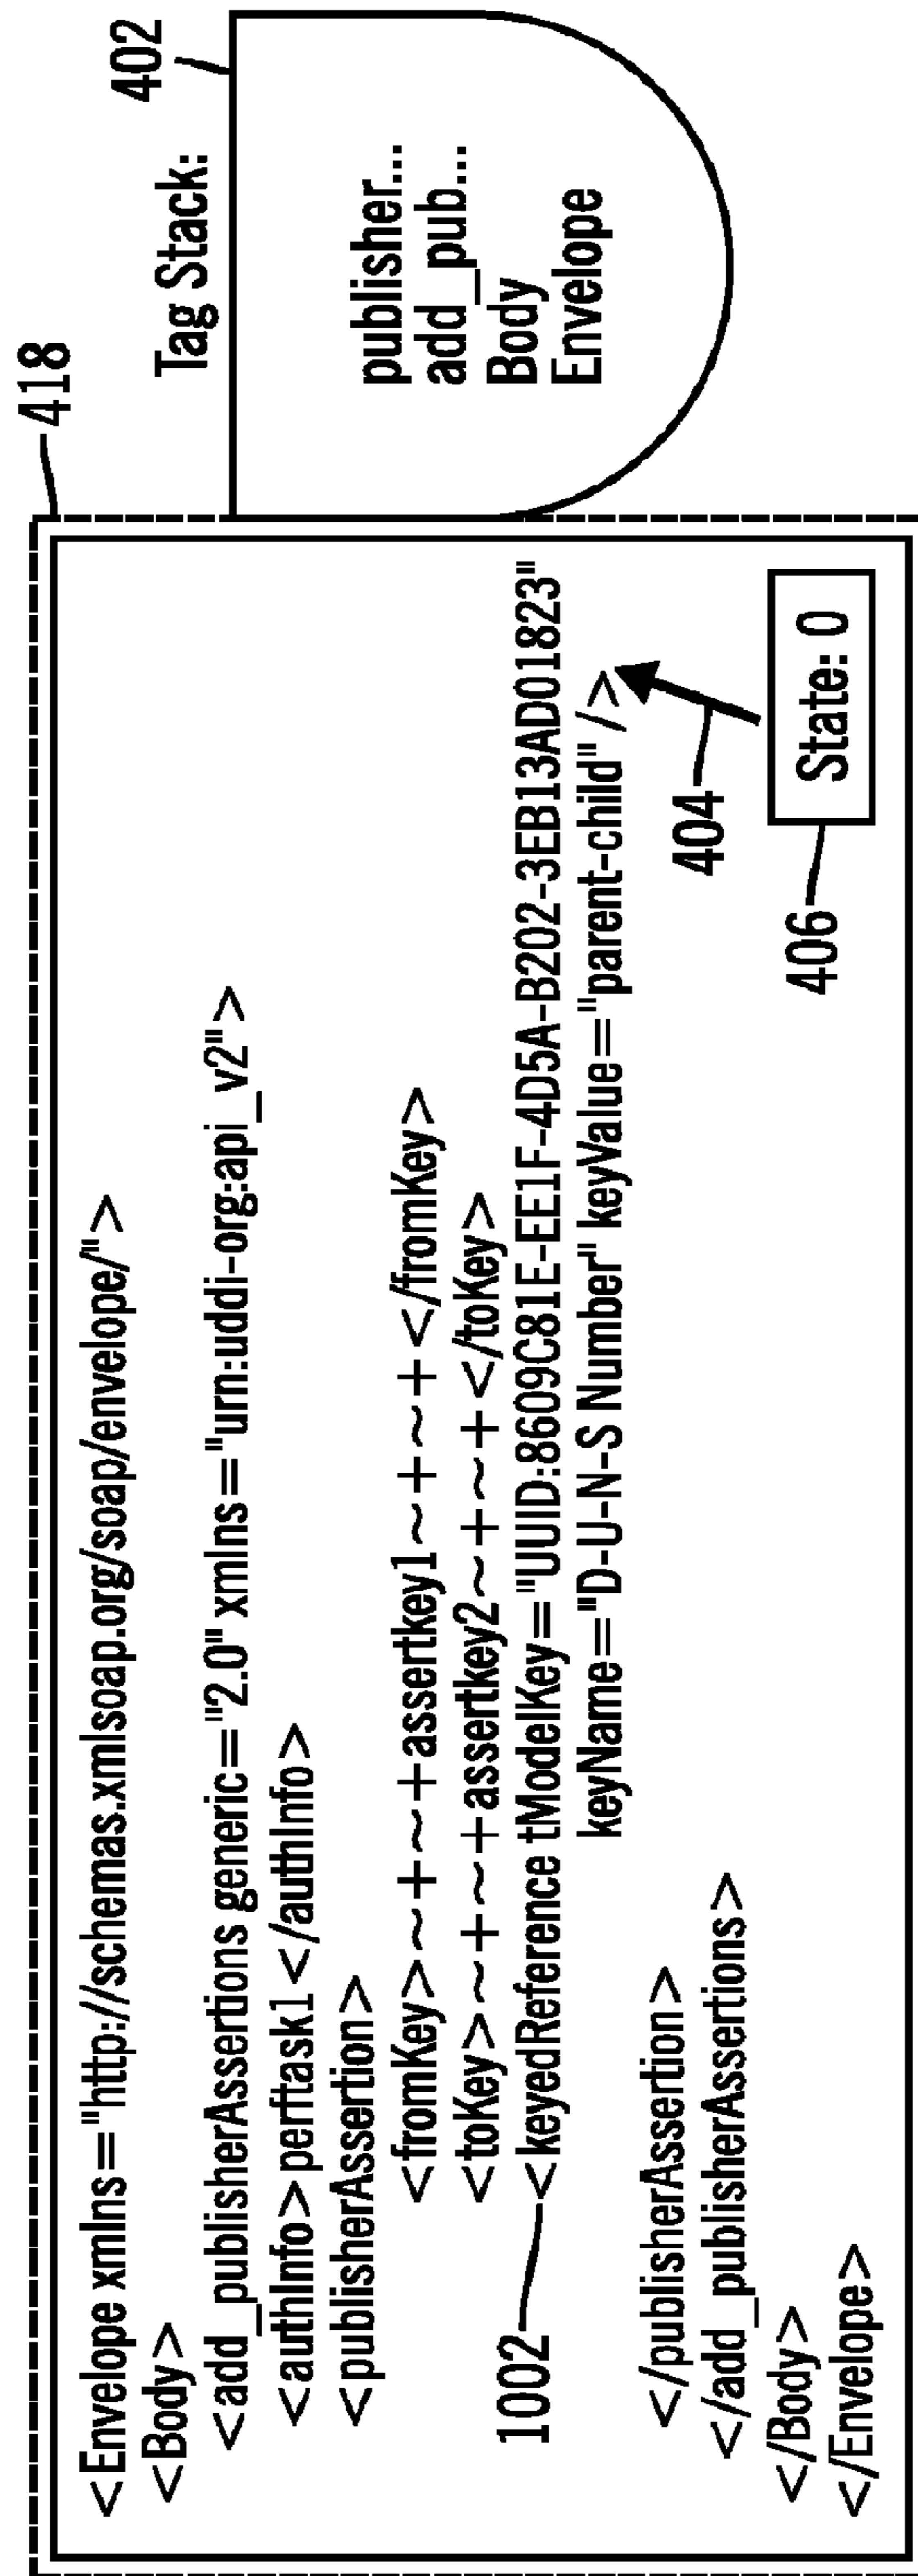 418
402
Tag Stack:
publisher...
add_pub...
Body
Envelope
<Envelope xmlns="http://schemas.xmlsoap.org/soap/envelope/">
<Body>
<add_publisherAssertions generic="2.0" xmlns="urn:uddi-org:api_v2">
<authInfo>perftask1</authInfo>
<publisherAssertion>
<fromKey>~+~+assertkey1~+~+</fromKey>
<toKey>~+~+assertkey2~+~+</toKey>
1002
<keyedReference tModelKey="UUID:8609C81E-EE1F-4D5A-B202-3EB13AD01823"
keyName="D-U-N-S Number" keyValue="parent-child"/>
</publisherAssertion>
</add_publisherAssertions>
</Body>
</Envelope>
404
406
State: 0